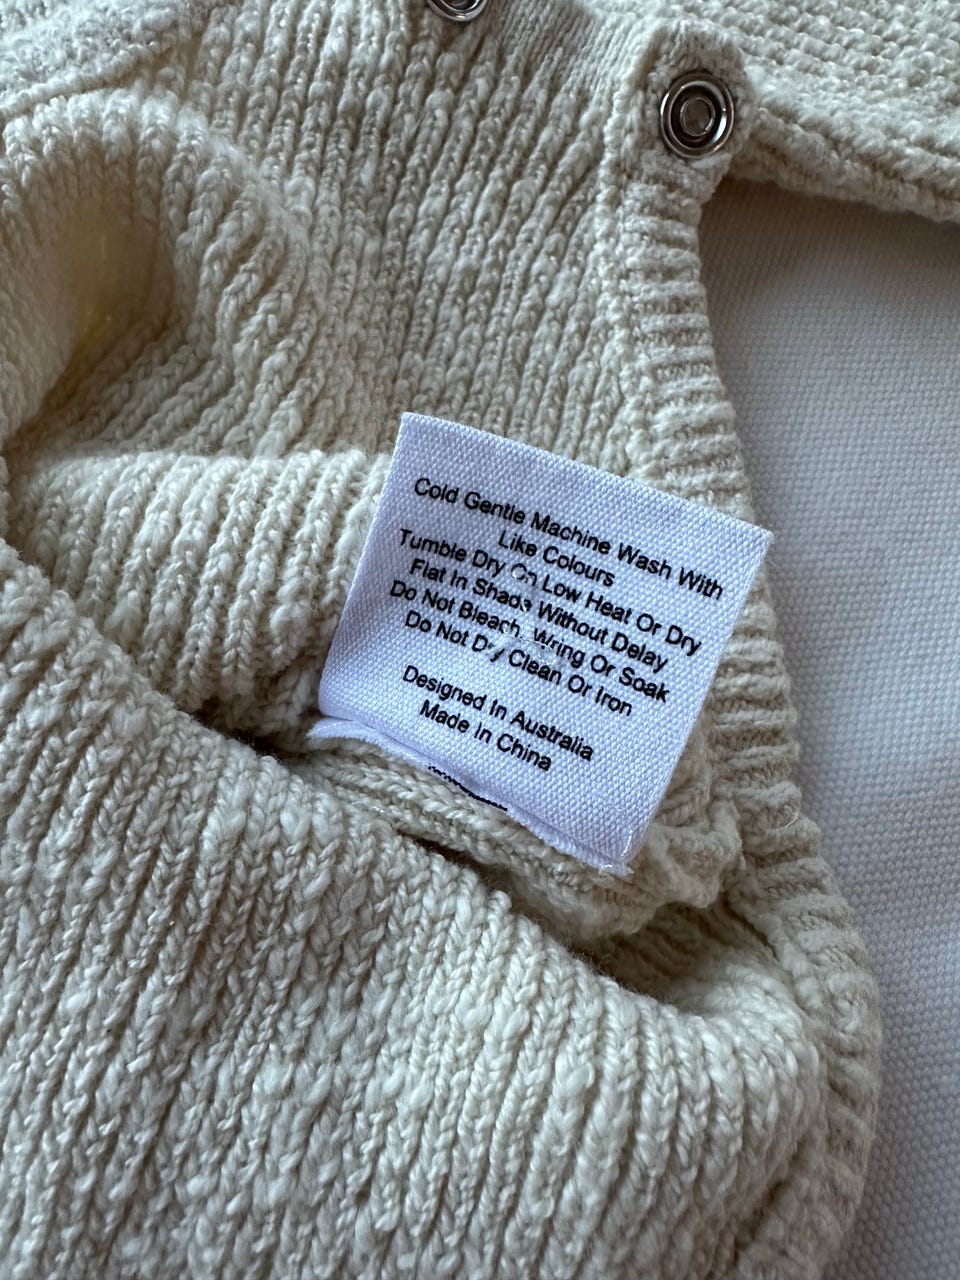 Cold Gentle Machine Wash With
Like Colours
Tumble Dry On Low Heat Or Dry
Flat In Shade Without Delay
Do Not Bleach, Wring Or Soak
Do Not Dry Clean Or Iron
Designed In Australia
Made In China